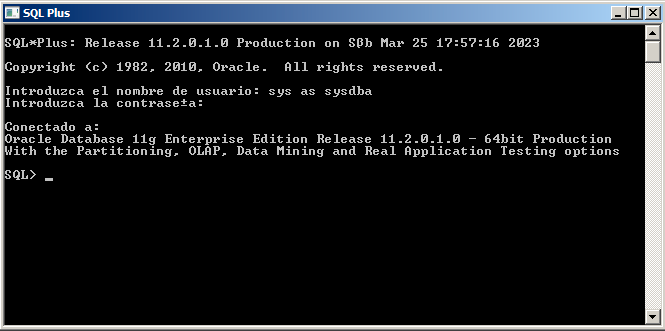 SQL Plus
SQL*Plus: Release 11.2.0.1.0 Production on Sßb Mar 25 17:57:16 2023
Copyright (c) 1982, 2010, Oracle.  All rights reserved.
Introduzca el nombre de usuario: sys as sysdba
Introduzca la contrase±a:
Conectado a:
Oracle Database 11g Enterprise Edition Release 11.2.0.1.0 - 64bit Production
With the Partitioning, OLAP, Data Mining and Real Application Testing options
SQL> _